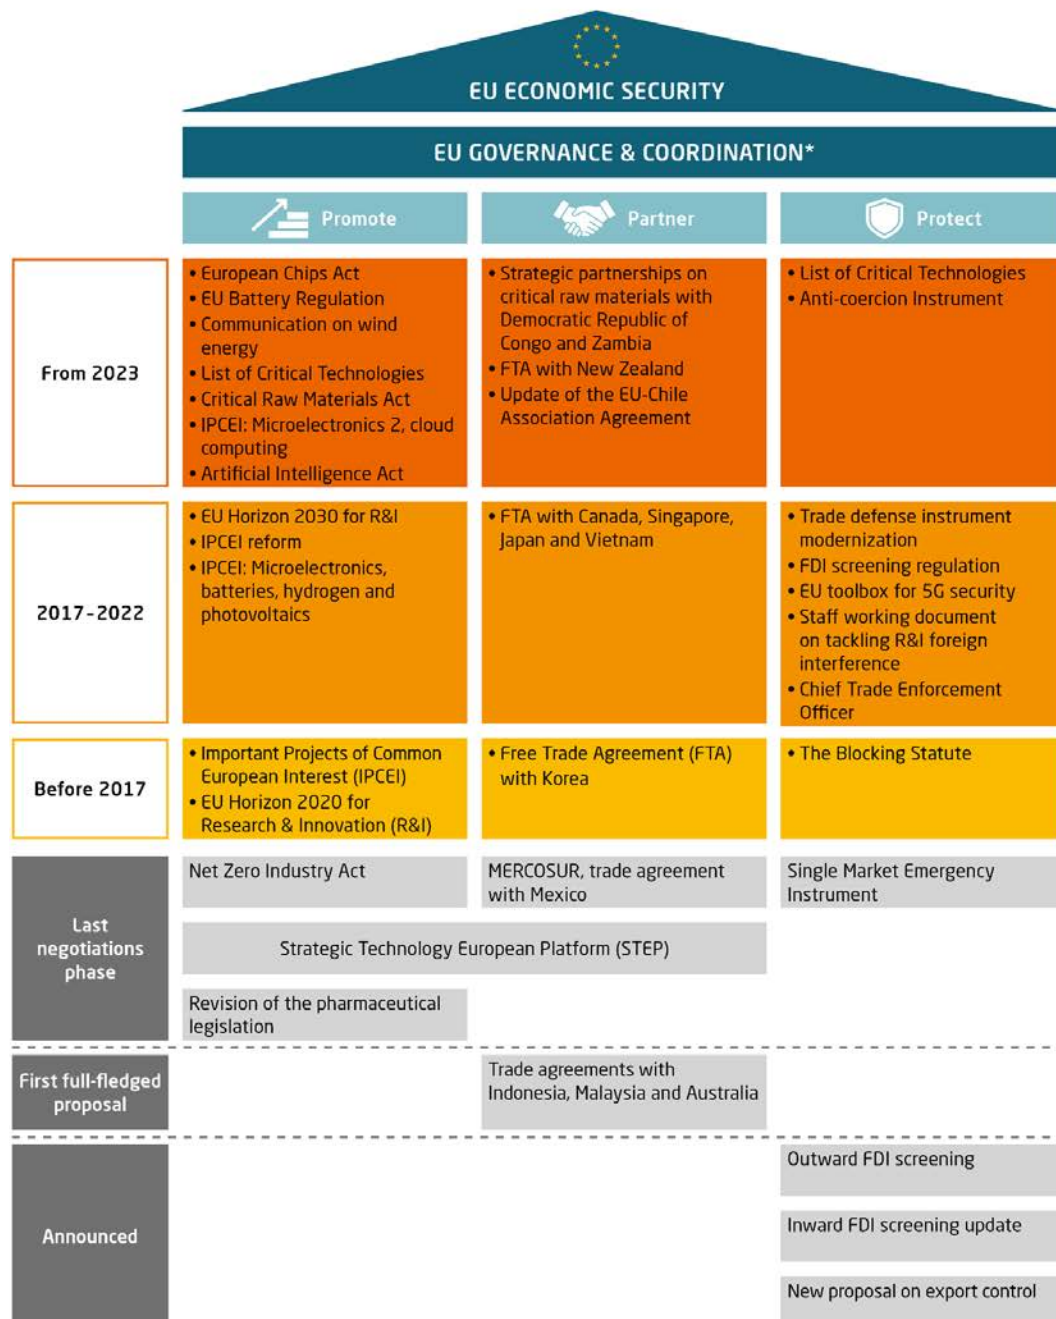 EU ECONOMIC SECURITY
EU GOVERNANCE & COORDINATION*
Promote
Partner
Protect
From 2023
• European Chips Act
• EU Battery Regulation
• Communication on wind
energy
• List of Critical Technologies
• Critical Raw Materials Act
• IPCEI: Microelectronics 2, cloud
computing
• Artificial Intelligence Act
• Strategic partnerships on
critical raw materials with
Democratic Republic of
Congo and Zambia
• FTA with New Zealand
• Update of the EU-Chile
Association Agreement
• List of Critical Technologies
• Anti-coercion Instrument
2017-2022
• EU Horizon 2030 for R&I
• IPCEI reform
• IPCEI: Microelectronics,
batteries, hydrogen and
photovoltaics
• FTA with Canada, Singapore,
Japan and Vietnam
• Trade defense instrument
modernization
• FDI screening regulation
• EU toolbox for 5G security
• Staff working document
on tackling R&I foreign
interference
• Chief Trade Enforcement
Officer
Before 2017
• Important Projects of Common
European Interest (IPCEI)
• EU Horizon 2020 for
Research & Innovation (R&I)
• Free Trade Agreement (FTA)
with Korea
• The Blocking Statute
Last
negotiations
phase
Net Zero Industry Act
MERCOSUR, trade agreement
with Mexico
Single Market Emergency
Instrument
Strategic Technology European Platform (STEP)
Revision of the pharmaceutical
legislation
First full-fledged
proposal
Trade agreements with
Indonesia, Malaysia and Australia
Announced
Outward FDI screening
Inward FDI screening update
New proposal on export control